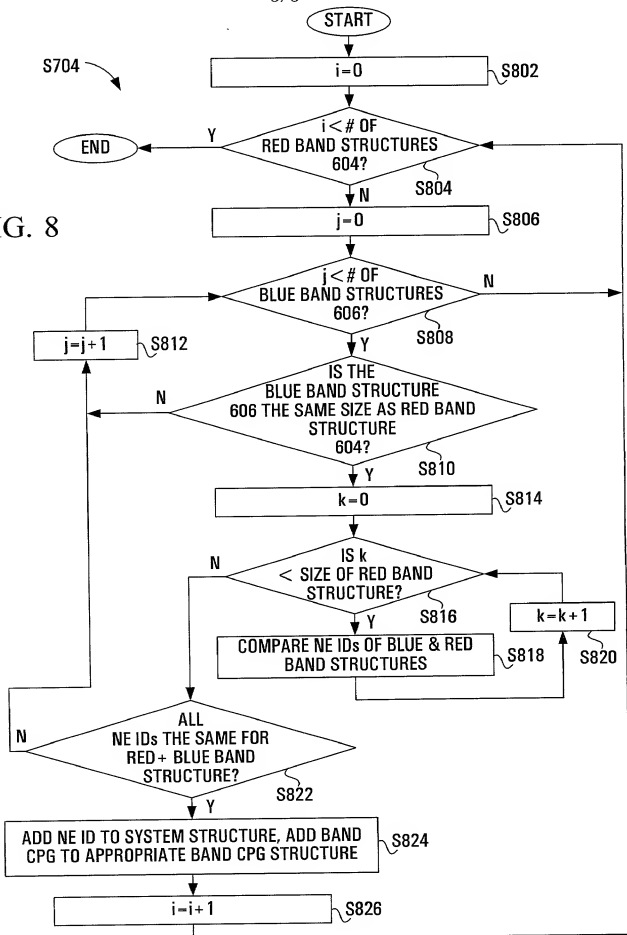 START
S704
i=0
S802
i < # OF
RED BAND STRUCTURES
604?
S804
Y
END
N
IG. 8
j=0
S806
j < # OF
BLUE BAND STRUCTURES
606?
S808
N
j=j+1
S812
Y
IS THE
BLUE BAND STRUCTURE
606 THE SAME SIZE AS RED BAND
STRUCTURE
604?
S810
N
Y
k=0
S814
IS k
< SIZE OF RED BAND
STRUCTURE?
S816
N
Y
k=k+1
S820
COMPARE NE IDs OF BLUE & RED
BAND STRUCTURES
S818
ALL
NE IDs THE SAME FOR
RED+ BLUE BAND
STRUCTURE?
S822
N
Y
ADD NE ID TO SYSTEM STRUCTURE, ADD BAND
CPG TO APPROPRIATE BAND CPG STRUCTURE
S824
i=i+1
S826